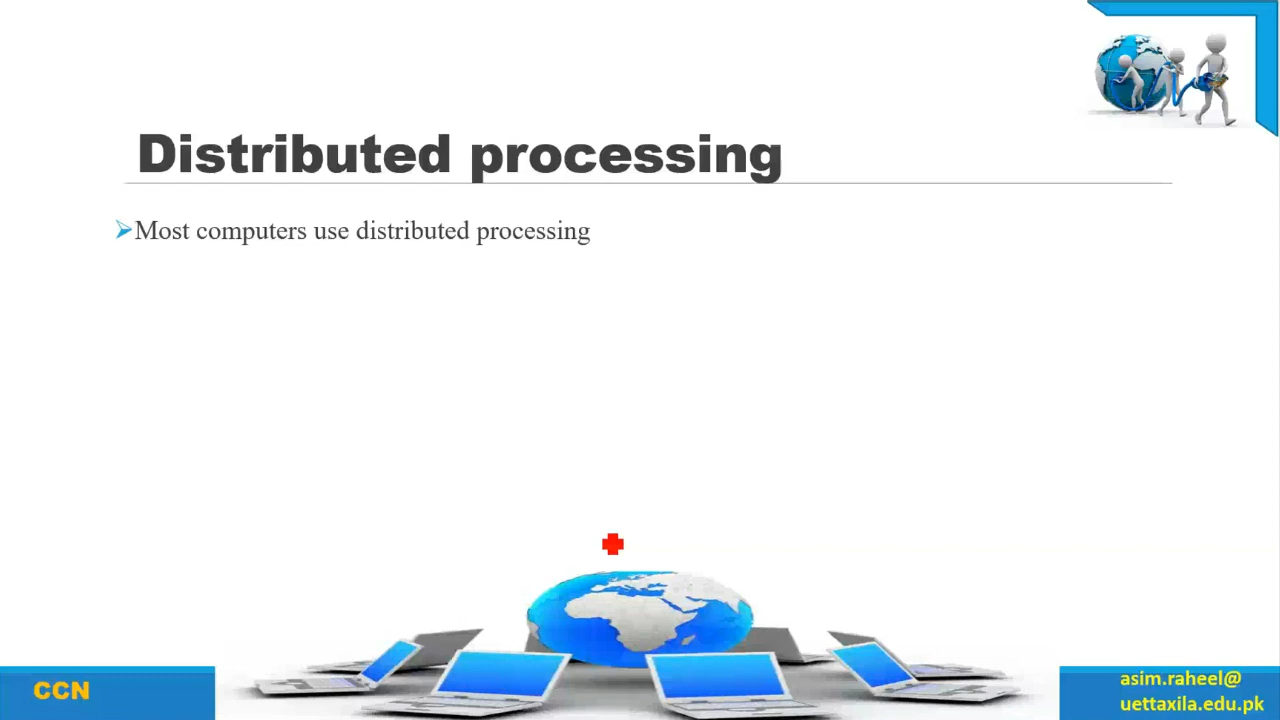 Distributed processing
Most computers use distributed processing
CCN
asim.raheel@
uettaxila.edu.pk